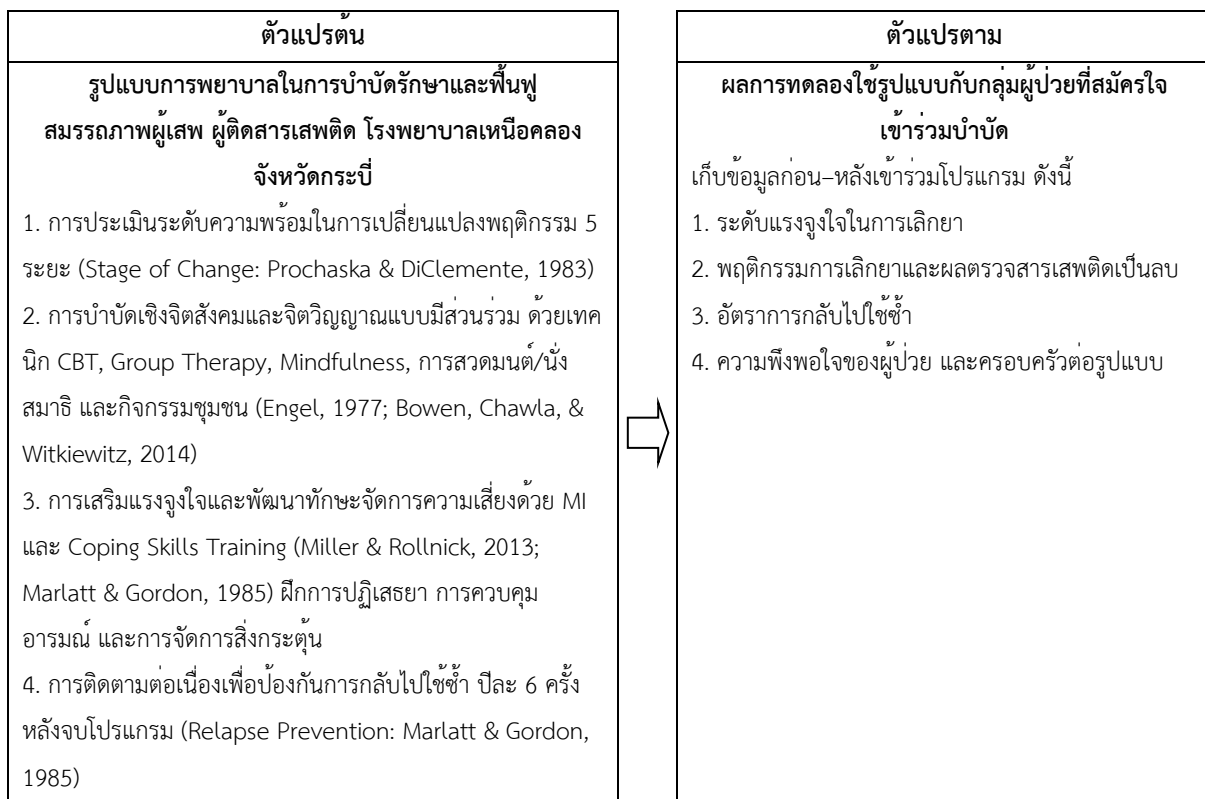 ตัวแปรต้น
รูปแบบการพยาบาลในการบำบัดรักษาและฟื้นฟู
สมรรถภาพผู้เสพ ผู้ติดสารเสพติด โรงพยาบาลเหนือคลอง
จังหวัดกระบี่
1. การประเมินระดับความพร้อมในการเปลี่ยนแปลงพฤติกรรม 5
ระยะ (Stage of Change: Prochaska & DiClemente, 1983)
2. การบำบัดเชิงจิตสังคมและจิตวิญญาณแบบมีส่วนร่วม ด้วยเทค
นิก CBT, Group Therapy, Mindfulness, การสวดมนต์/นั่ง
สมาธิ และกิจกรรมชุมชน (Engel, 1977; Bowen, Chawla, &
Witkiewitz, 2014)
3. การเสริมแรงจูงใจและพัฒนาทักษะจัดการความเสี่ยงด้วย MI
และ Coping Skills Training (Miller & Rollnick, 2013;
Marlatt & Gordon, 1985) ฝึกการปฏิเสธยา การควบคุม
อารมณ์ และการจัดการสิ่งกระตุ้น
4. การติดตามต่อเนื่องเพื่อป้องกันการกลับไปใช้ซ้ำ ปีละ 6 ครั้ง
หลังจบโปรแกรม (Relapse Prevention: Marlatt & Gordon,
1985)
ตัวแปรตาม
ผลการทดลองใช้รูปแบบกับกลุ่มผู้ป่วยที่สมัครใจ
เข้าร่วมบำบัด
เก็บข้อมูลก่อน–หลังเข้าร่วมโปรแกรม ดังนี้
1. ระดับแรงจูงใจในการเลิกยา
2. พฤติกรรมการเลิกยาและผลตรวจสารเสพติดเป็นลบ
3. อัตราการกลับไปใช้ซ้ำ
4. ความพึงพอใจของผู้ป่วย และครอบครัวต่อรูปแบบ